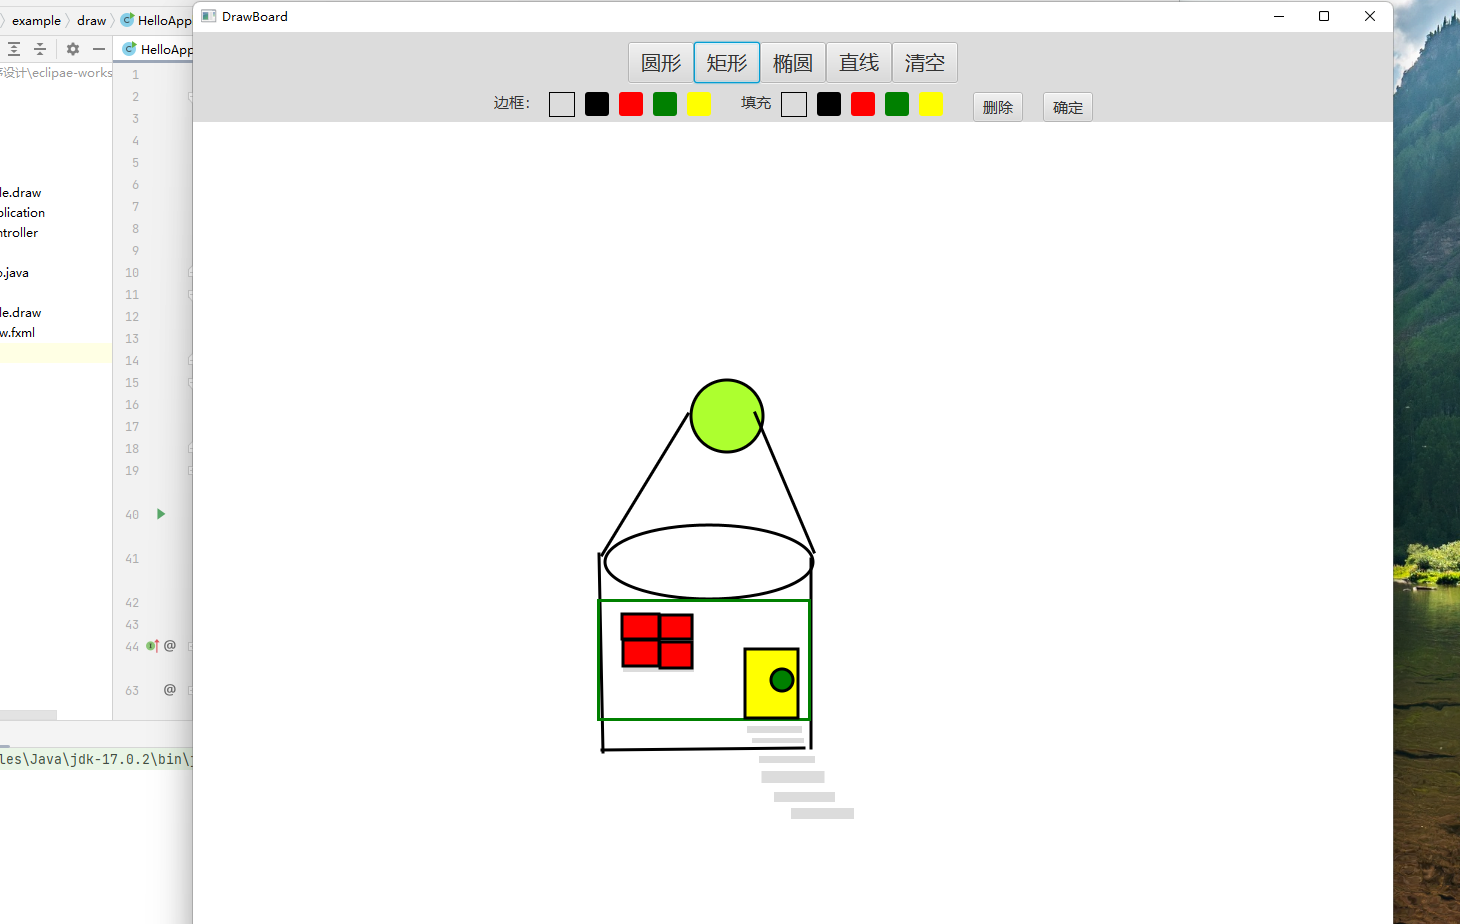 example draw HelloApp
DrawBoard
HelloApp
设计\eclipae-works
圆形 矩形 椭圆 直线 清空
边框： 填充 删除 确定
1
2
3
4
5
6
7
8
9
10
11
12
13
14
15
16
17
18
19
40
41
42
43
44 @
63 @
le.draw
plication
ntroller
o.java
le.draw
w.fxml
les\Java\jdk-17.0.2\bin\j